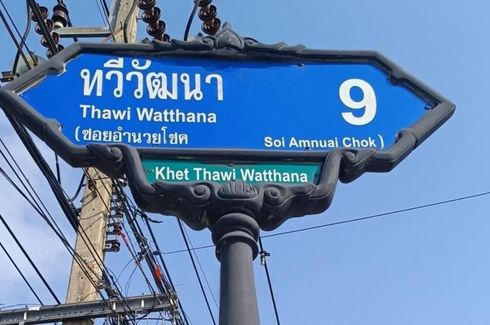 ทวีวัฒนา 9
Thawi Watthana
(ซอยอำนวยโชค Soi Amnuai Chok)
Khet Thawi Watthana